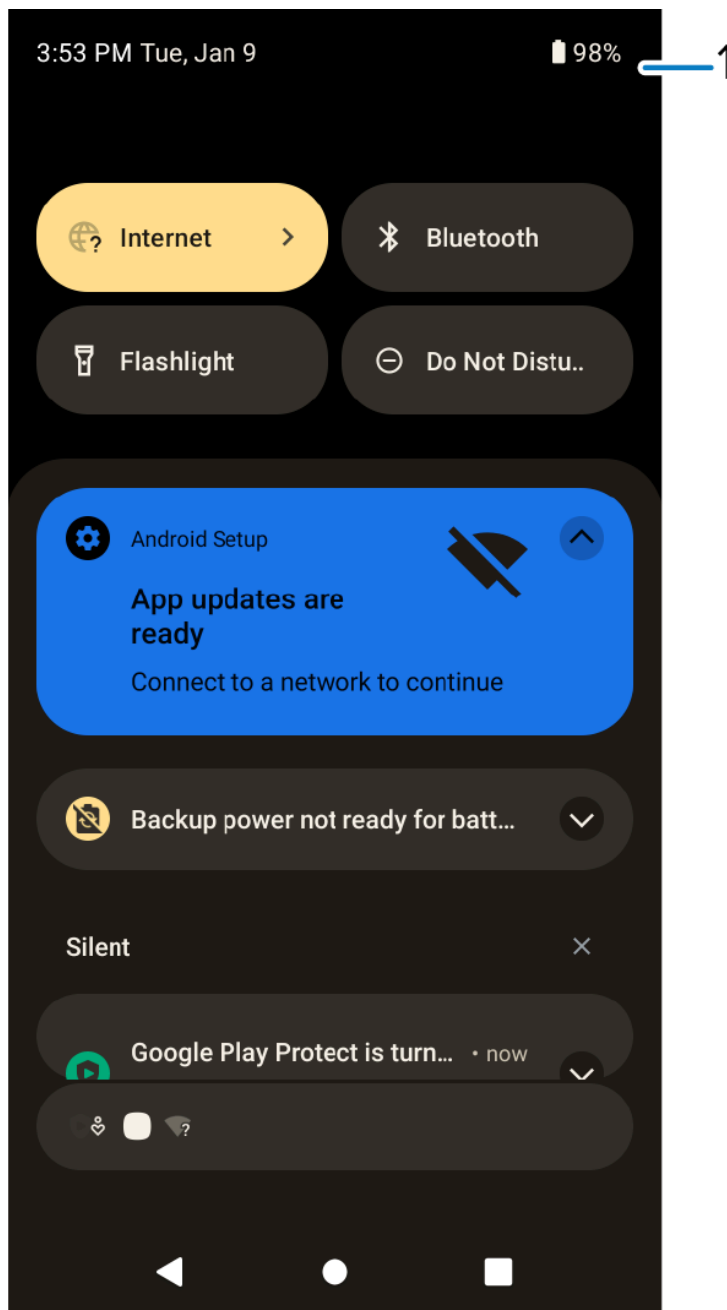 3:53 PM Tue, Jan 9 98%
1
Internet Bluetooth
Flashlight Do Not Distu..
Android Setup
App updates are
ready
Connect to a network to continue
Backup power not ready for batt...
Silent
Google Play Protect is turn... • now